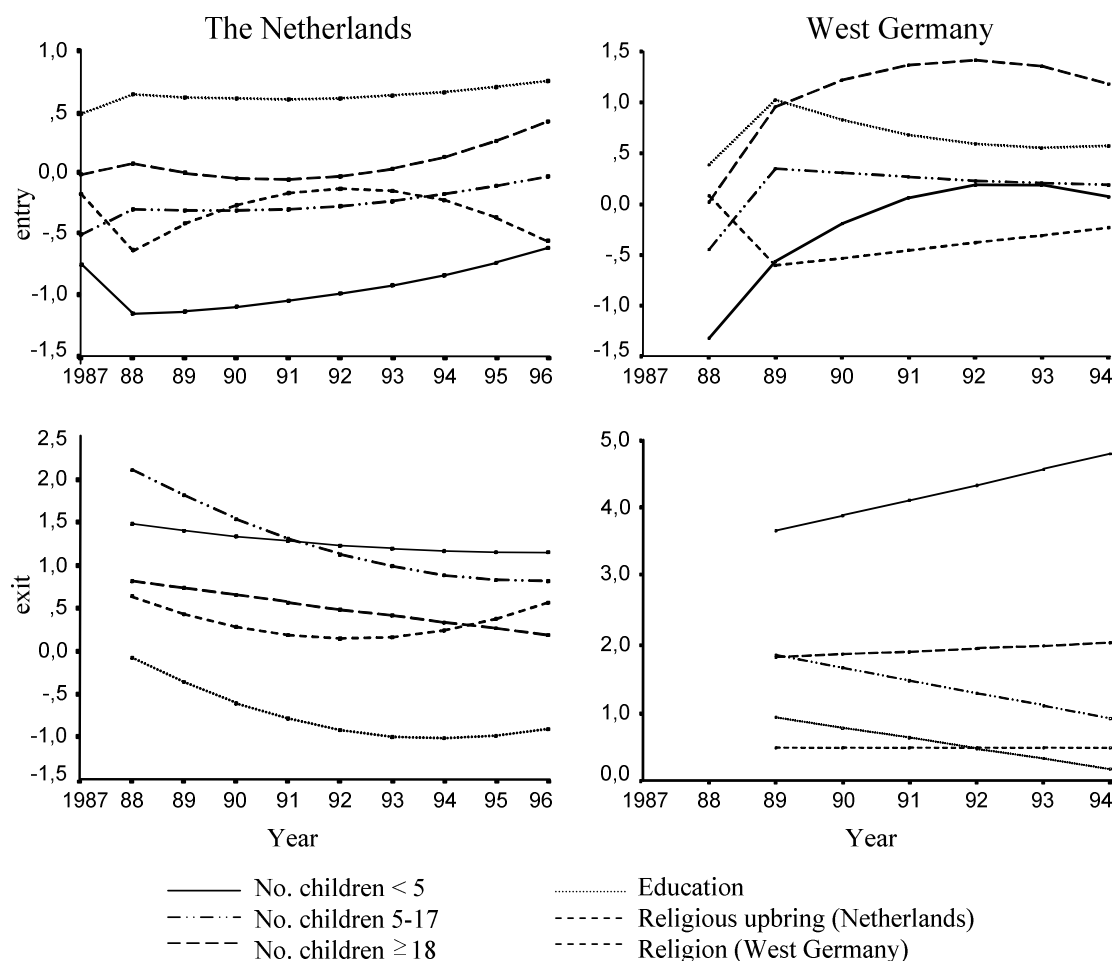 The Netherlands
West Germany
entry
1,0
,5
0,0
-,5
-1,0
-1,5
1987 88 89 90 91 92 93 94 95 96
1,5
1,0
,5
0,0
-,5
-1,0
-1,5
1987 88 89 90 91 92 93 94
exit
2,5
2,0
1,5
1,0
,5
0,0
-,5
-1,0
-1,5
1987 88 89 90 91 92 93 94 95 96
Year
5,0
4,0
3,0
2,0
1,0
0,0
1987 88 89 90 91 92 93 94
Year
No. children < 5
No. children 5-17
No. children ≥18
Education
Religious upbring (Netherlands)
Religion (West Germany)